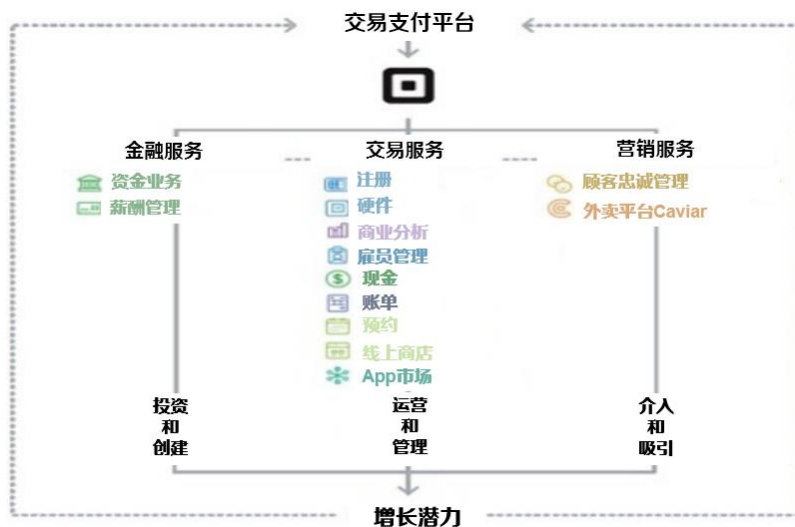 交易支付平台
金融服务
交易服务
营销服务
资金业务
薪酬管理
注册
硬件
商业分析
雇员管理
现金
账单
预约
线上商店
App市场
顾客忠诚管理
外卖平台Caviar
投资
和
创建
运营
和
管理
介入
和
吸引
增长潜力